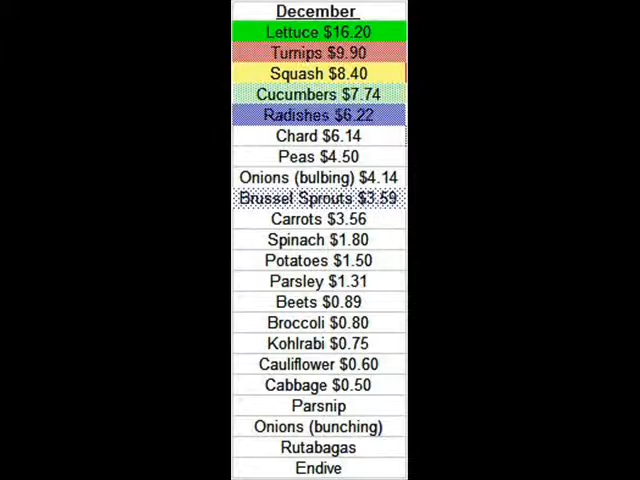 December
Lettuce $16.20
Turnips $9.90
Squash $8.40
Cucumbers $7.74
Radishes $6.22
Chard $6.14
Peas $4.50
Onions (bulbing) $4.14
Brussel Sprouts $3.59
Carrots $3.56
Spinach $1.80
Potatoes $1.50
Parsley $1.31
Beets $0.89
Broccoli $0.80
Kohlrabi $0.75
Cauliflower $0.60
Cabbage $0.50
Parsnip
Onions (bunching)
Rutabagas
Endive